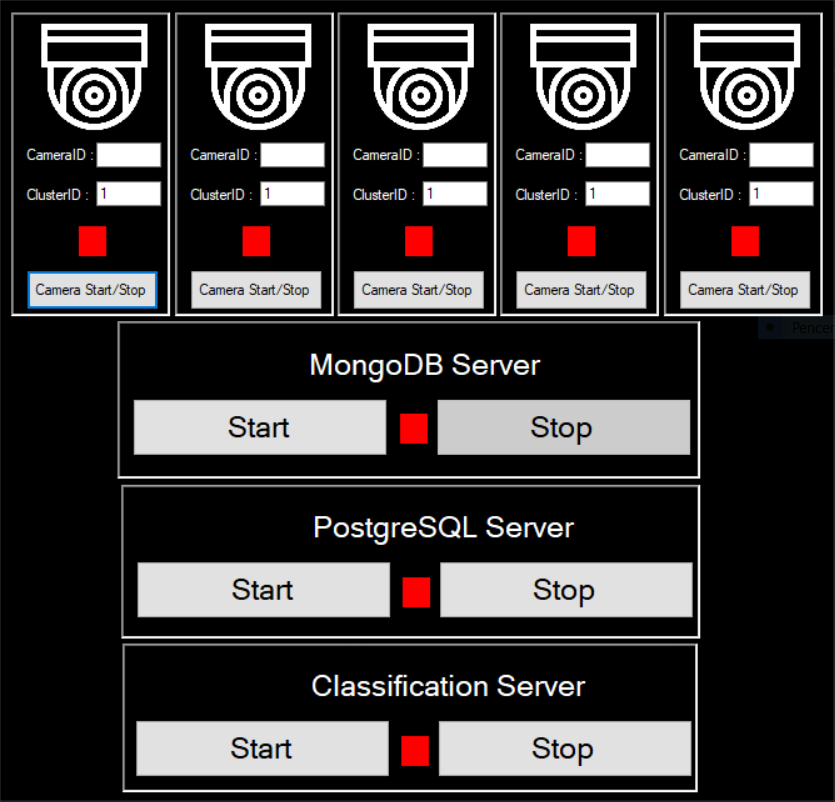 CameraID : CameraID : CameraID : CameraID : CameraID :
ClusterID : 1 ClusterID : 1 ClusterID : 1 ClusterID : 1 ClusterID : 1
Camera Start/Stop Camera Start/Stop Camera Start/Stop Camera Start/Stop Camera Start/Stop
Pencer
MongoDB Server
Start Stop
PostgreSQL Server
Start Stop
Classification Server
Start Stop